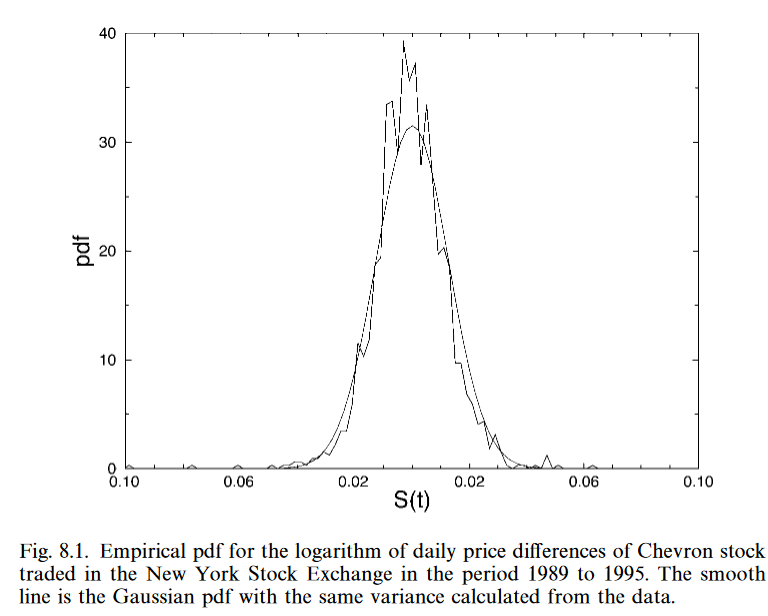 40
30
pdf
20
10
0
0.10 0.06 0.02 0.02 0.06 0.10
S(t)
Fig. 8.1. Empirical pdf for the logarithm of daily price differences of Chevron stock
traded in the New York Stock Exchange in the period 1989 to 1995. The smooth
line is the Gaussian pdf with the same variance calculated from the data.